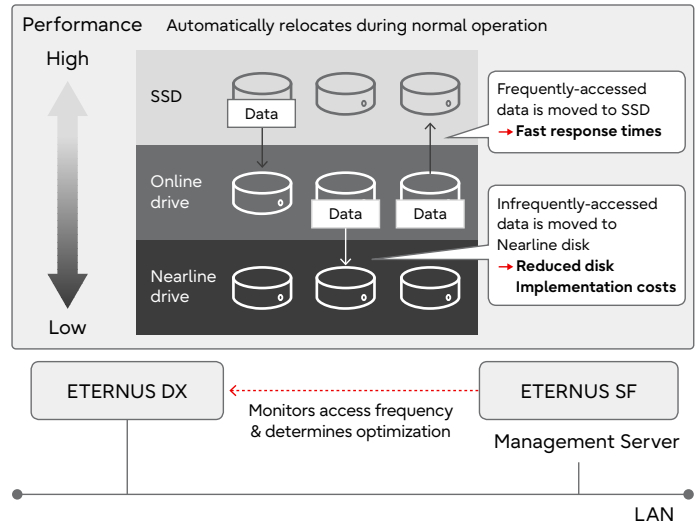 Performance
Automatically relocates during normal operation
High
SSD
Data
Frequently-accessed
data is moved to SSD
→ Fast response times
Online
drive
Data
Data
Infrequently-accessed
data is moved to
Nearline disk
→ Reduced disk
Implementation costs
Nearline
drive
Low
ETERNUS DX
Monitors access frequency
& determines optimization
ETERNUS SF
Management Server
LAN